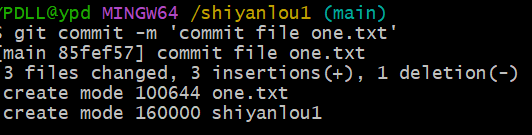 YPDLL@ypd MINGW64 /shiyanlou1 (main)
$ git commit -m 'commit file one.txt'
[main 85fef57] commit file one.txt
3 files changed, 3 insertions(+), 1 deletion(-)
create mode 100644 one.txt
create mode 160000 shiyanlou1